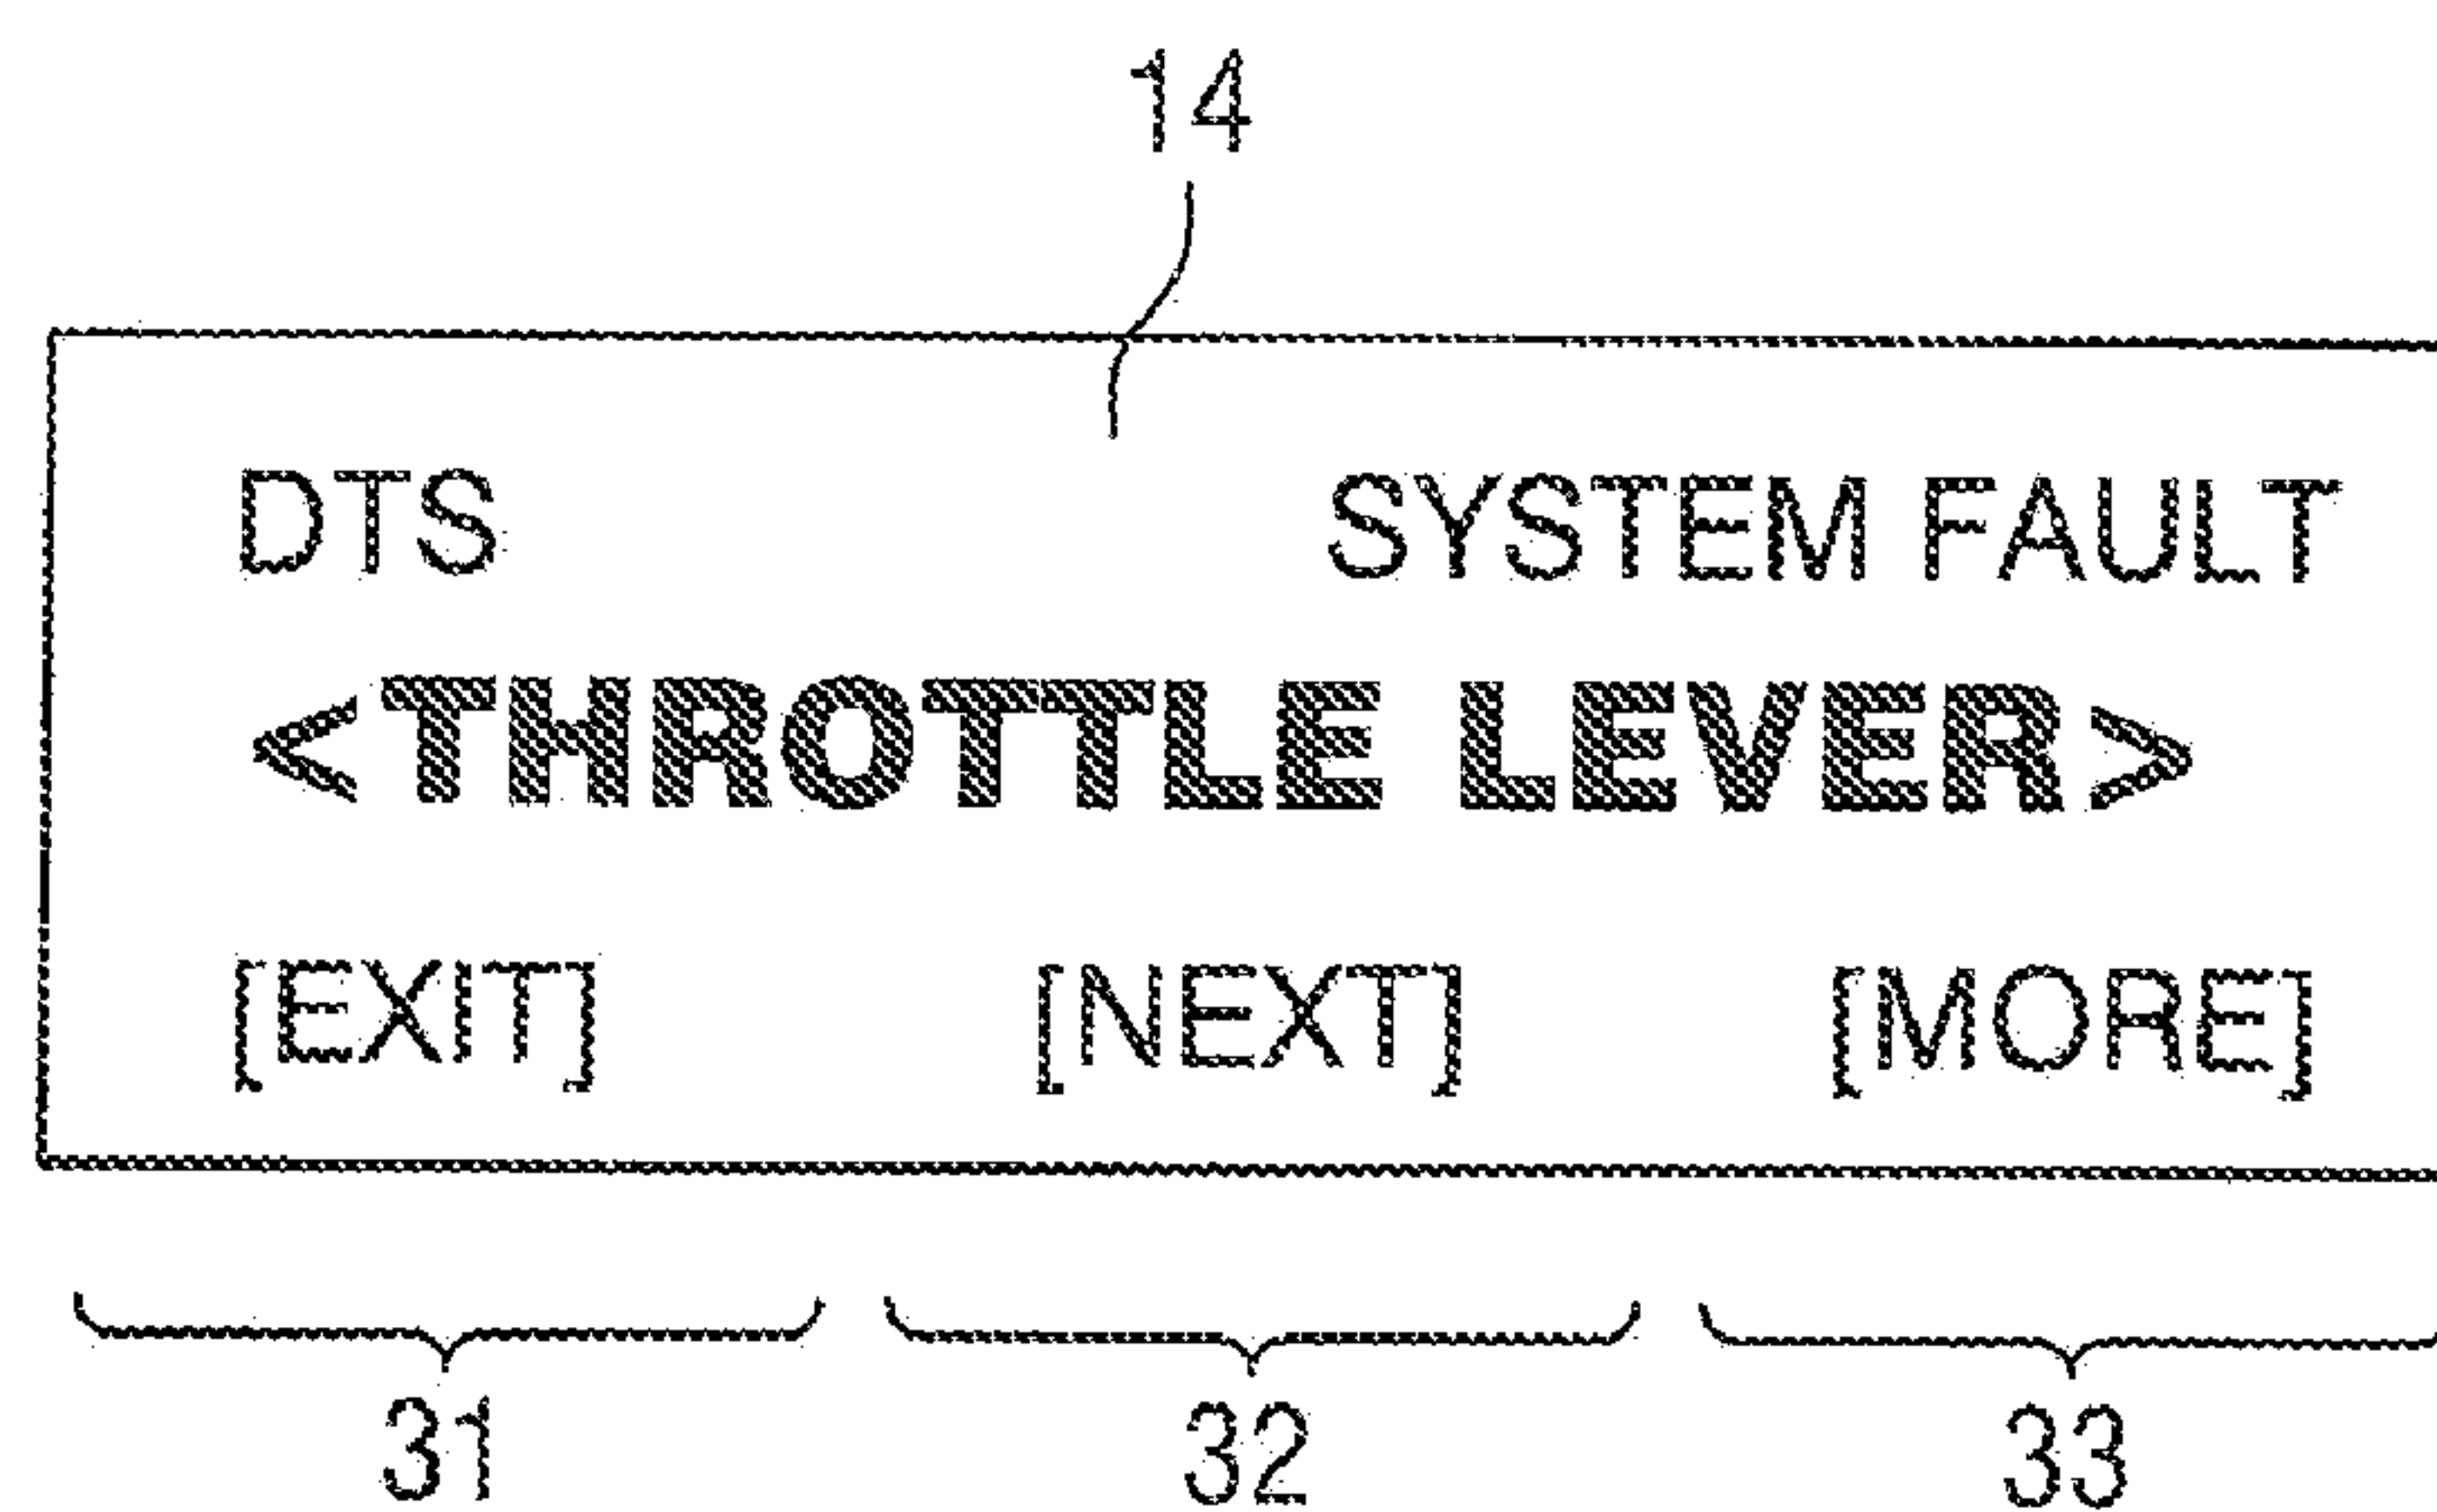 14
DTS SYSTEM FAULT
<THROTTLE LEVER>
[EXIT] [NEXT] [MORE]
31 32 33